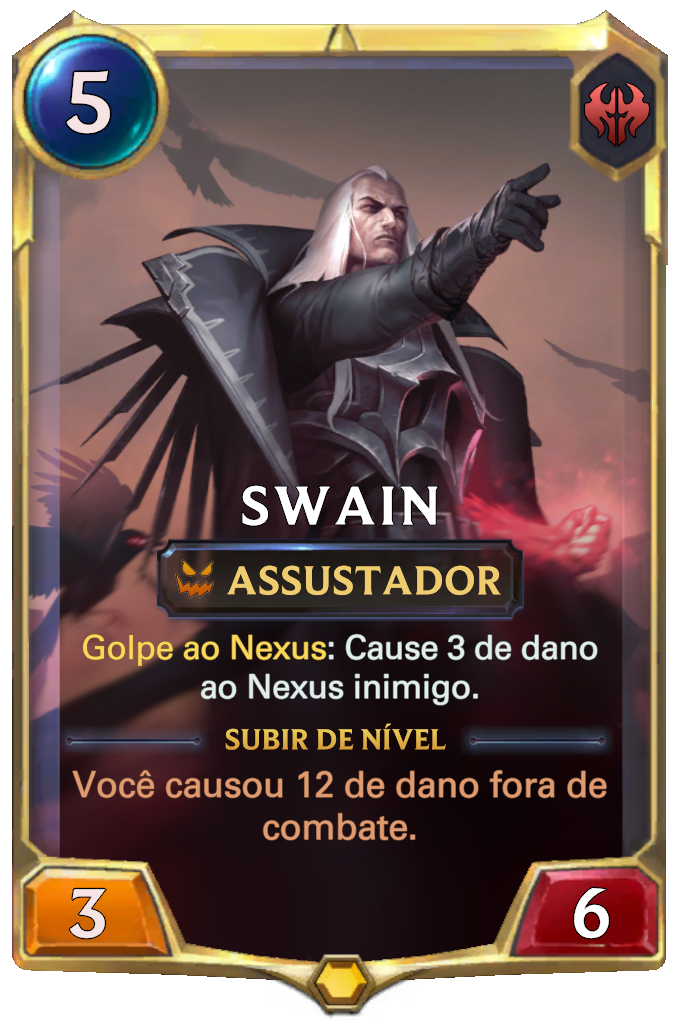 5
SWAIN
ASSUSTADOR
Golpe ao Nexus: Cause 3 de dano
ao Nexus inimigo.
SUBIR DE NÍVEL
Você causou 12 de dano fora de
combate.
3
6